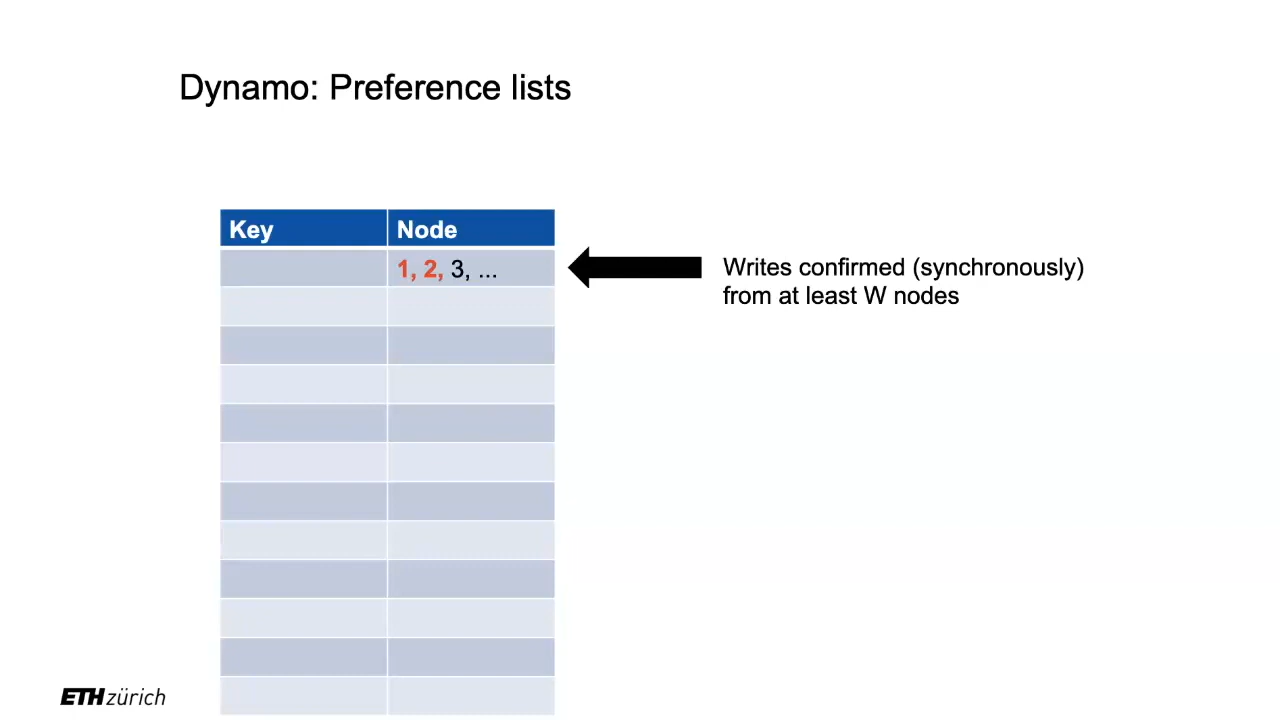 Dynamo: Preference lists
Key Node
1, 2, 3, ...
Writes confirmed (synchronously)
from at least W nodes
ETH zürich